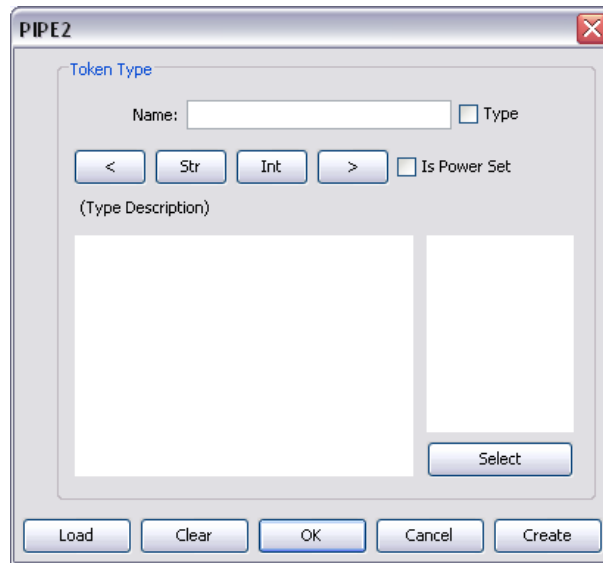 PIPE2
Token Type
Name: Type
< Str Int > Is Power Set
(Type Description)
Select
Load Clear OK Cancel Create